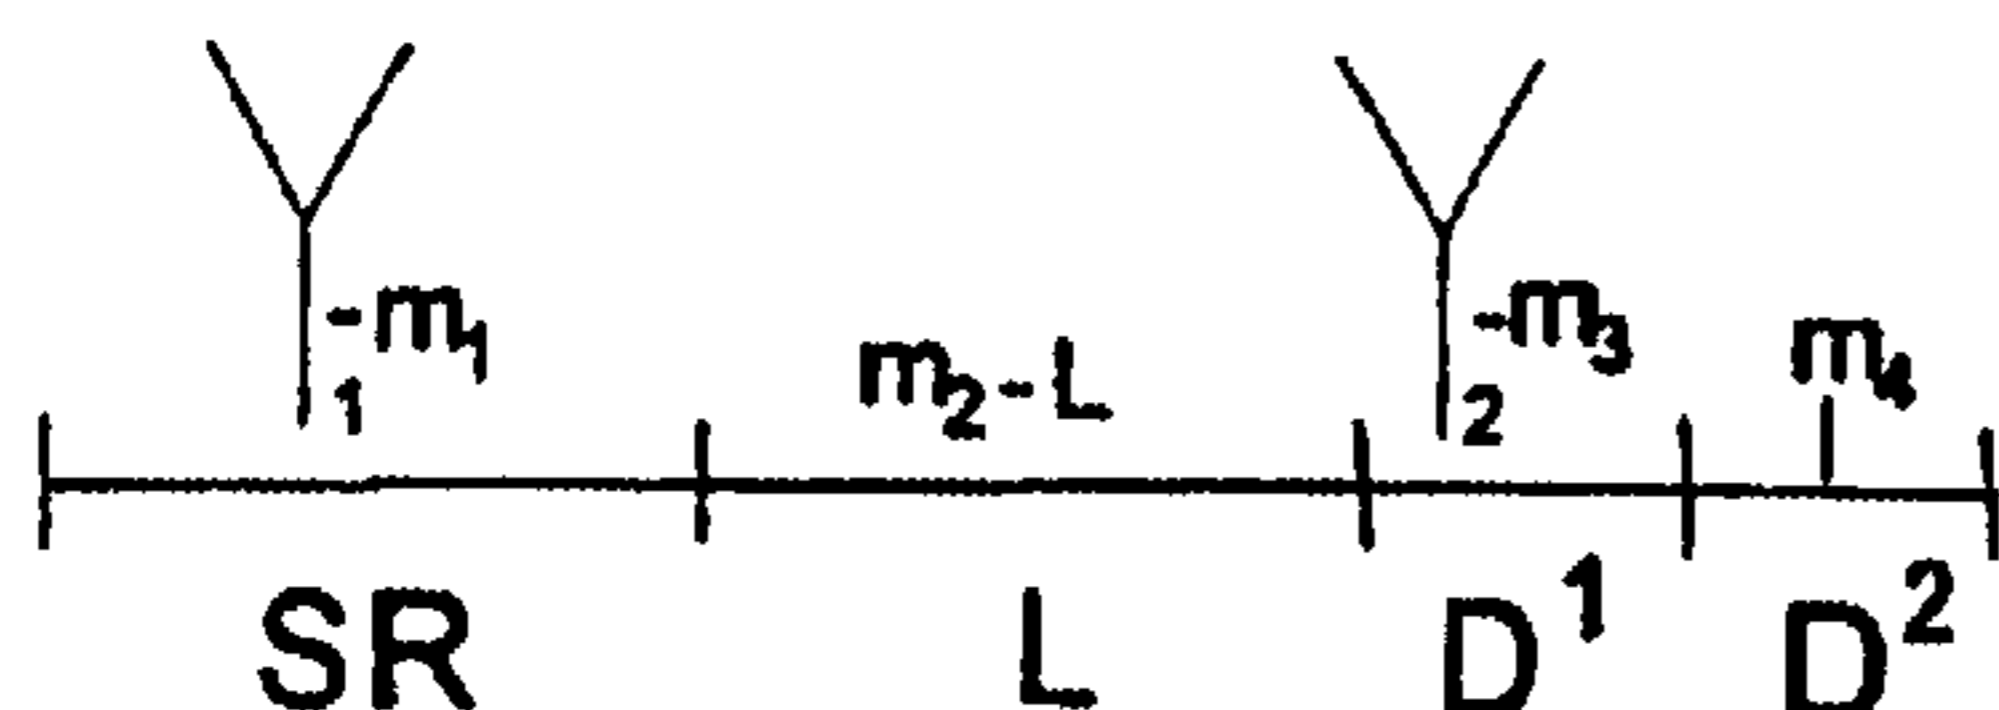 -m₁
1
m₂-L
-m₃
2
m₄
SR L D¹ D²